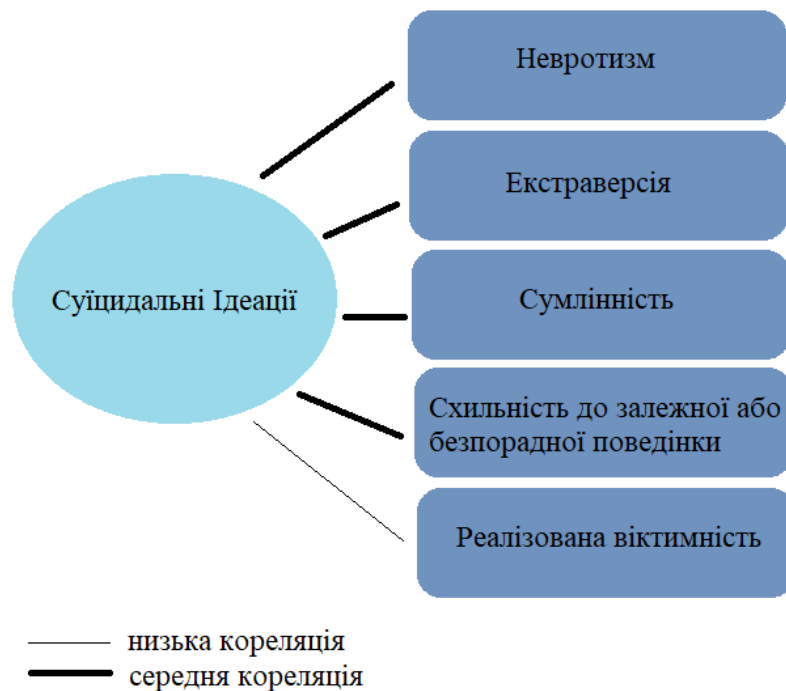 Невротизм
Екстраверсія
Суїцидальні Ідеації
Сумлінність
Схильність до залежної або
безпорадної поведінки
Реалізована віктимність
низька кореляція
середня кореляція